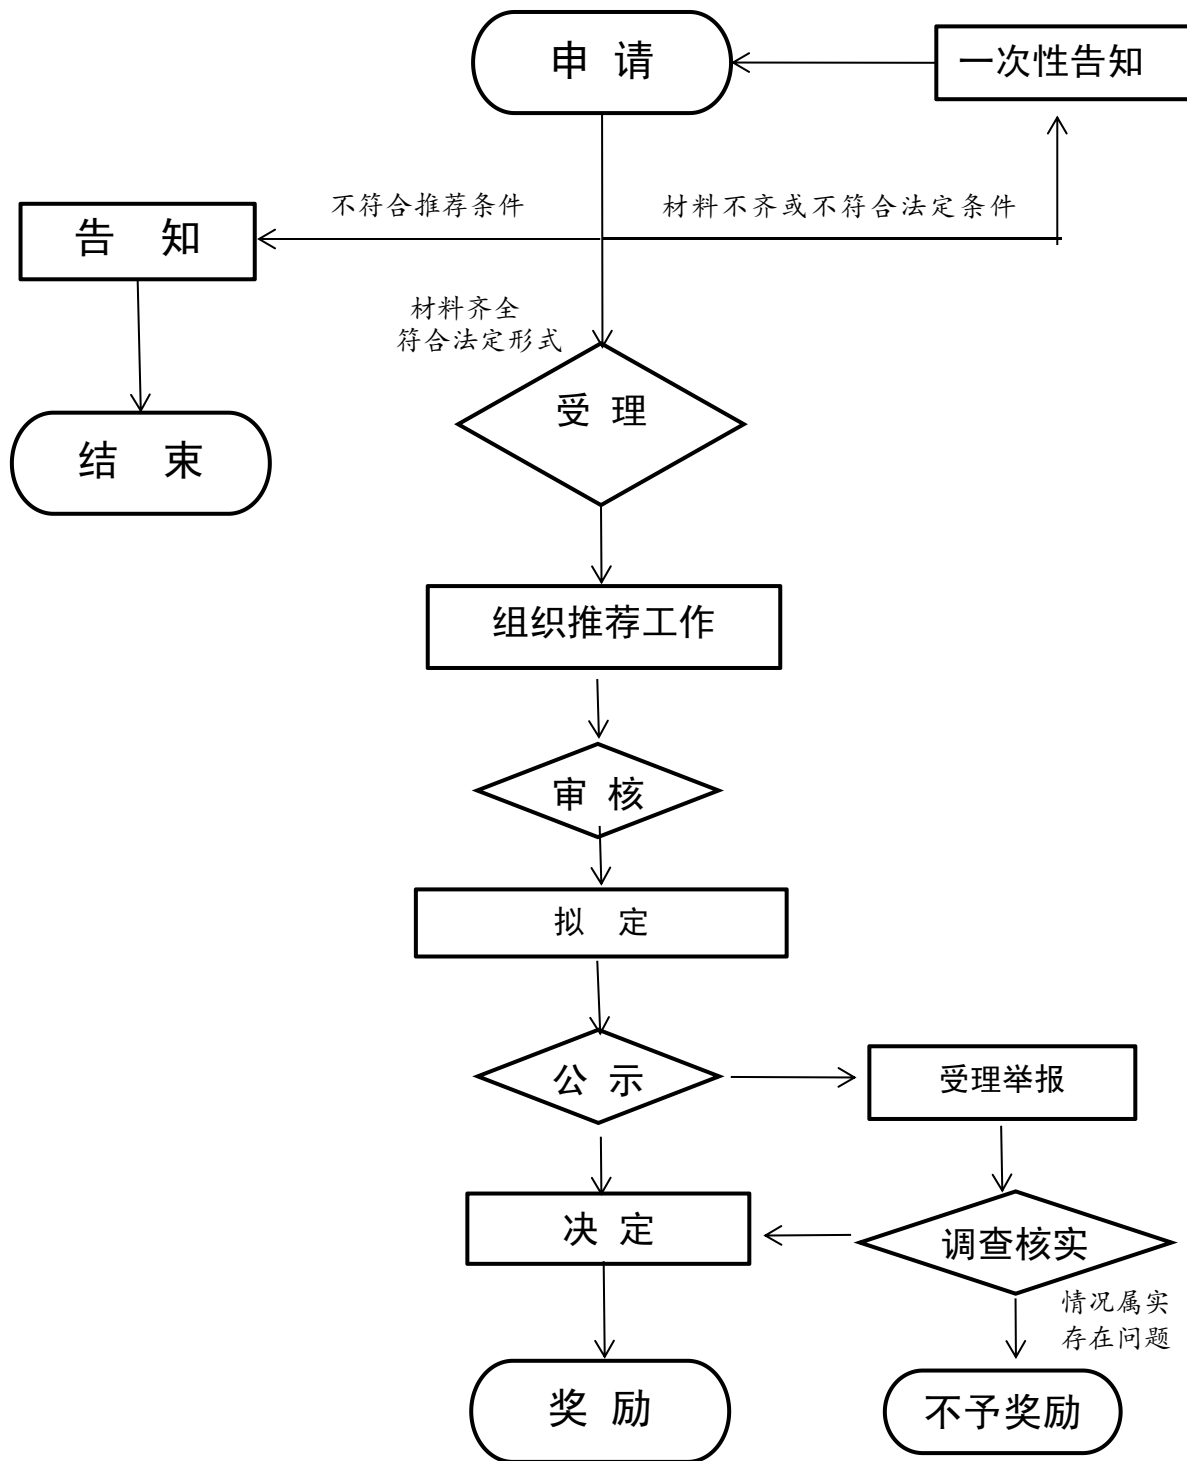 申 请
一次性告知
不符合推荐条件
材料不齐或不符合法定条件
告 知
材料齐全
符合法定形式
受 理
结 束
组织推荐工作
审 核
拟 定
公 示
受理举报
决 定
调查核实
情况属实
存在问题
奖 励
不予奖励